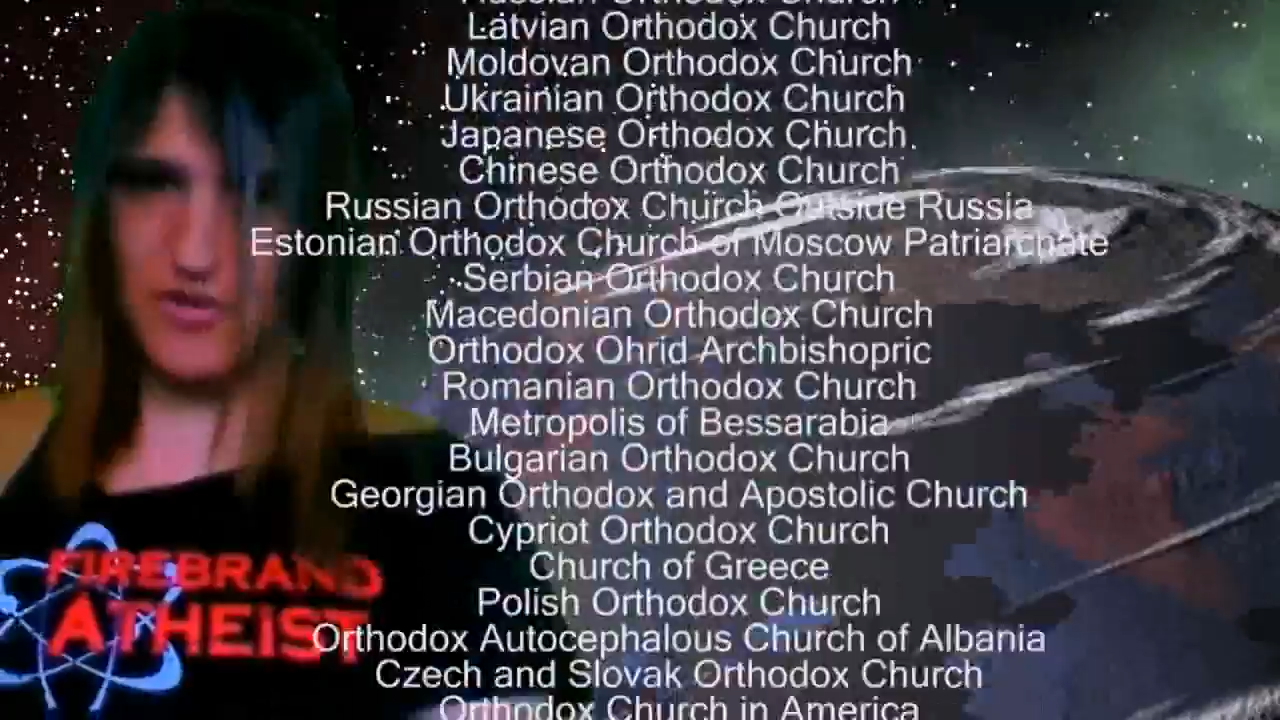 Russian Orthodox Church
Latvian Orthodox Church
Moldovan Orthodox Church
Ukrainian Orthodox Church
Japanese Orthodox Church
Chinese Orthodox Church
Russian Orthodox Church Outside Russia
Estonian Orthodox Church of Moscow Patriarchate
Serbian Orthodox Church
Macedonian Orthodox Church
Orthodox Ohrid Archbishopric
Romanian Orthodox Church
Metropolis of Bessarabia
Bulgarian Orthodox Church
Georgian Orthodox and Apostolic Church
Cypriot Orthodox Church
Church of Greece
Polish Orthodox Church
Orthodox Autocephalous Church of Albania
Czech and Slovak Orthodox Church
Orthodox Church in America
FIREBRAND
ATHEIST